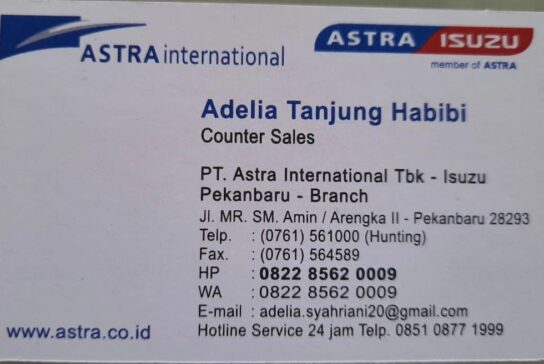 ASTRA international
ASTRA ISUZU
member of ASTRA
Adelia Tanjung Habibi
Counter Sales
PT. Astra International Tbk - Isuzu
Pekanbaru - Branch
Jl. MR. SM. Amin / Arengka II - Pekanbaru 28293
Telp. : (0761) 561000 (Hunting)
Fax. : (0761) 564589
HP : 0822 8562 0009
WA : 0822 8562 0009
E-mail : adelia.syahriani20@gmail.com
www.astra.co.id
Hotline Service 24 jam Telp. 0851 0877 1999